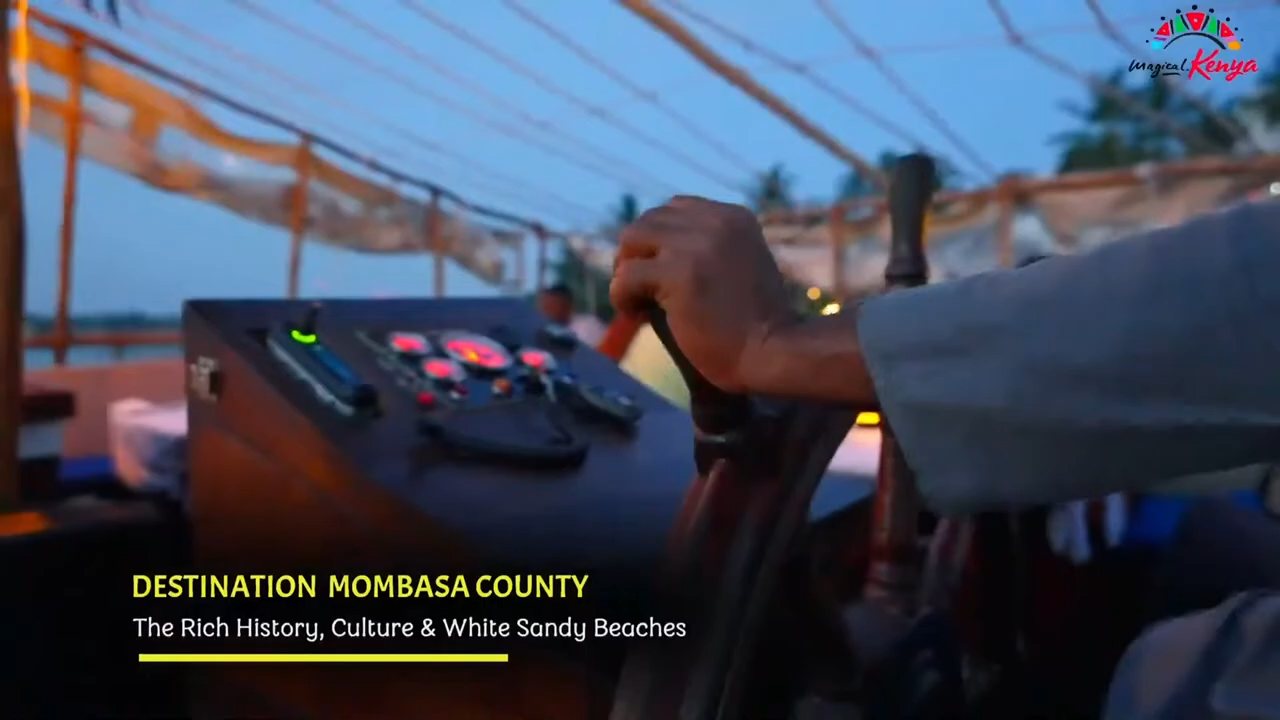 Magical Kenya
DESTINATION MOMBASA COUNTY
The Rich History, Culture & White Sandy Beaches